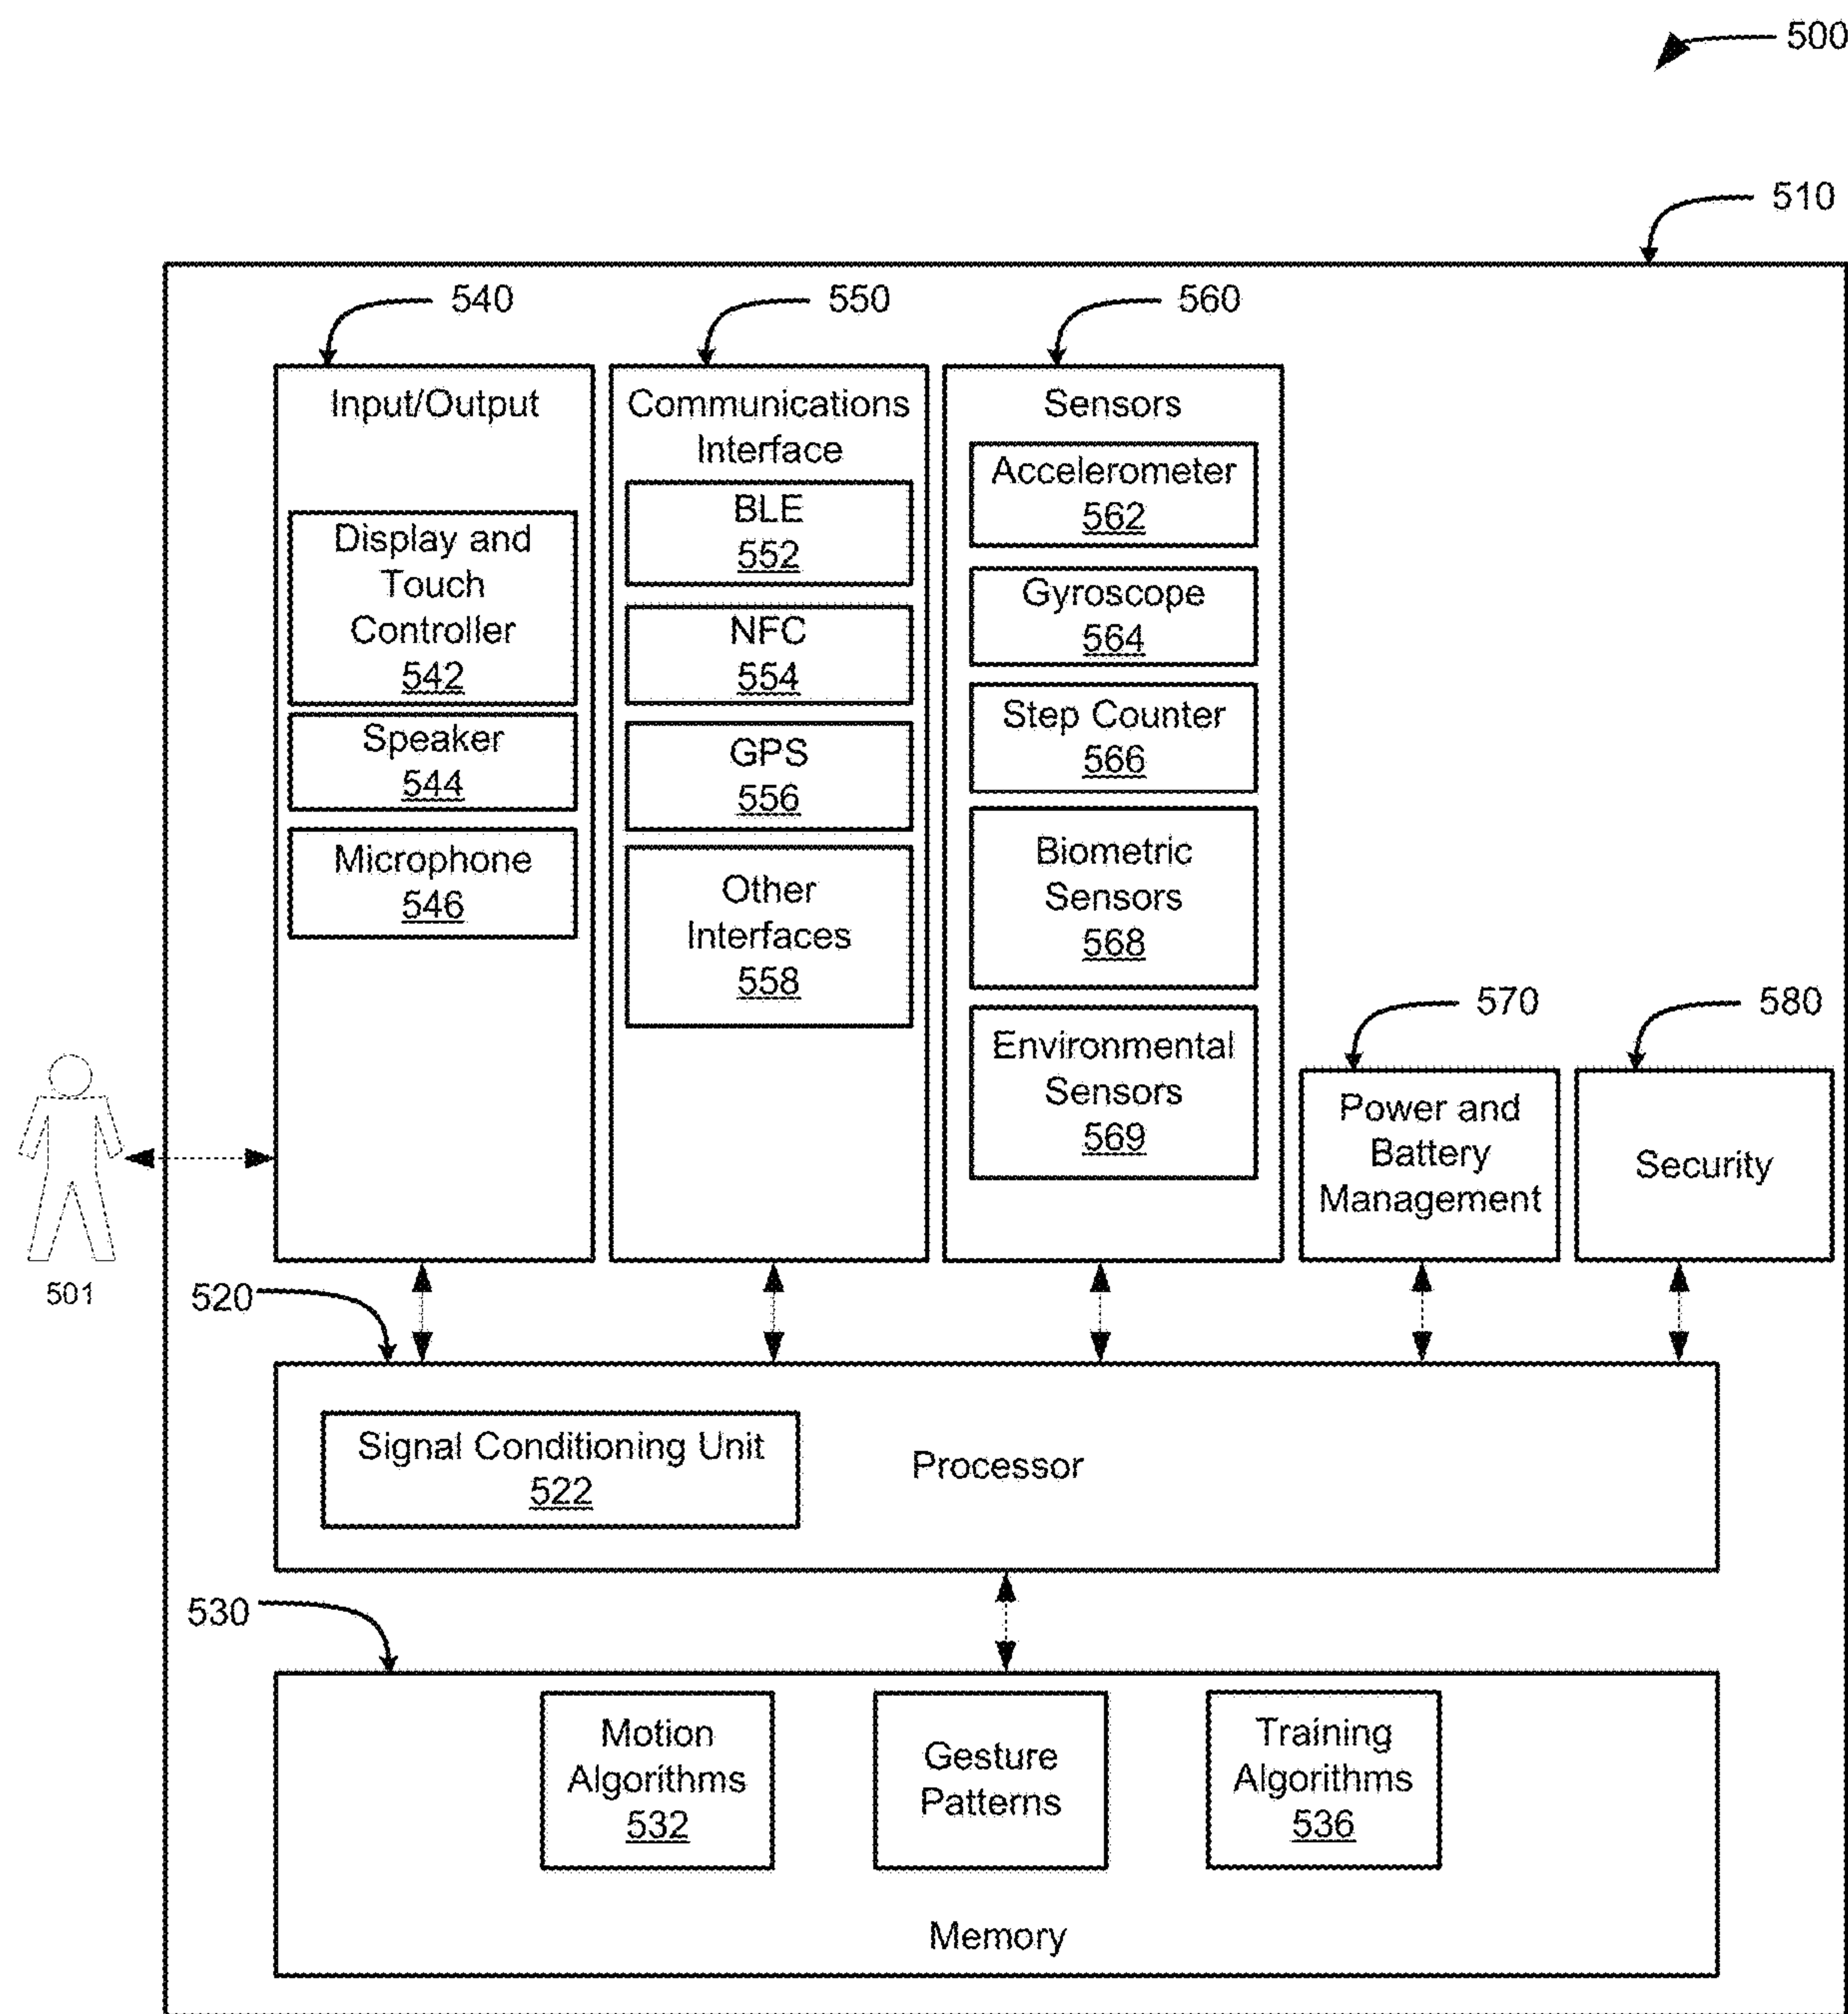 500
510
540
550
560
Input/Output
Display and
Touch
Controller
542
Speaker
544
Microphone
546
Communications
Interface
BLE
552
NFC
554
GPS
556
Other
Interfaces
558
Sensors
Accelerometer
562
Gyroscope
564
Step Counter
566
Biometric
Sensors
568
Environmental
Sensors
569
570
Power and
Battery
Management
580
Security
501
520
Signal Conditioning Unit
522
Processor
530
Motion
Algorithms
532
Gesture
Patterns
Training
Algorithms
536
Memory